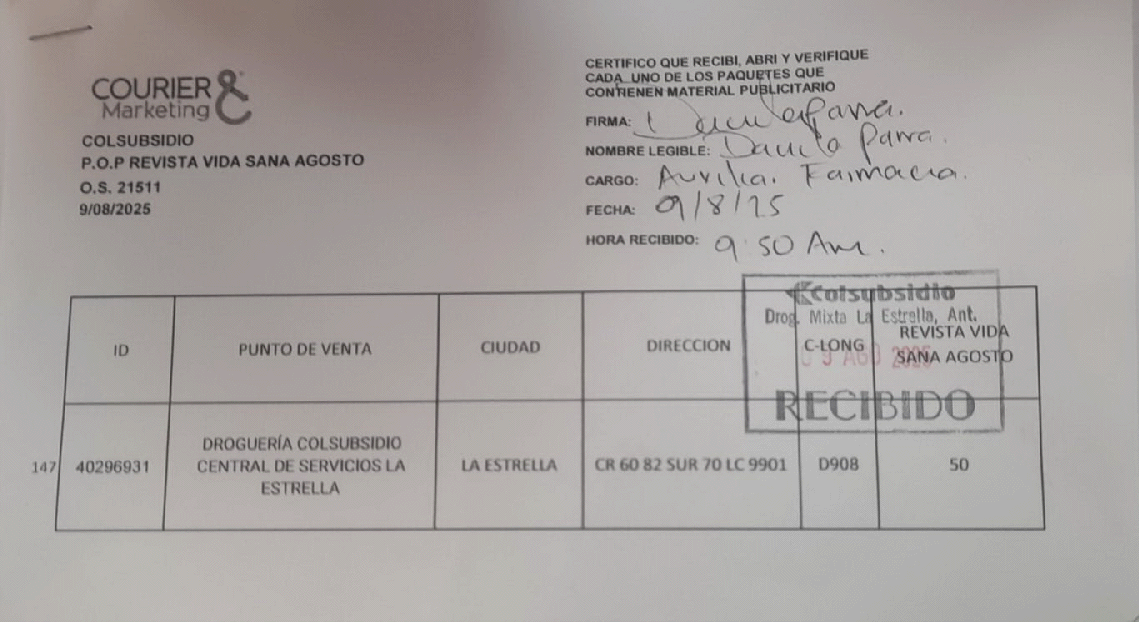 COURIER &
Marketing
COLSUBSIDIO
P.O.P REVISTA VIDA SANA AGOSTO
O.S. 21511
9/08/2025
CERTIFICO QUE RECIBI, ABRI Y VERIFIQUE
CADA UNO DE LOS PAQUETES QUE
CONTIENEN MATERIAL PUBLICITARIO
FIRMA:
NOMBRE LEGIBLE: Parra.
CARGO: Auxilia. Farmacia.
FECHA: 09/8/25
HORA RECIBIDO: 9:50 Am.
Colsubsidio
Drog. Mixta La Estrella, Ant.
09 AGO 2025
RECIBIDO
ID PUNTO DE VENTA CIUDAD DIRECCION C-LONG REVISTA VIDA SANA AGOSTO
147 40296931 DROGUERÍA COLSUBSIDIO CENTRAL DE SERVICIOS LA ESTRELLA LA ESTRELLA CR 60 82 SUR 70 LC 9901 D908 50